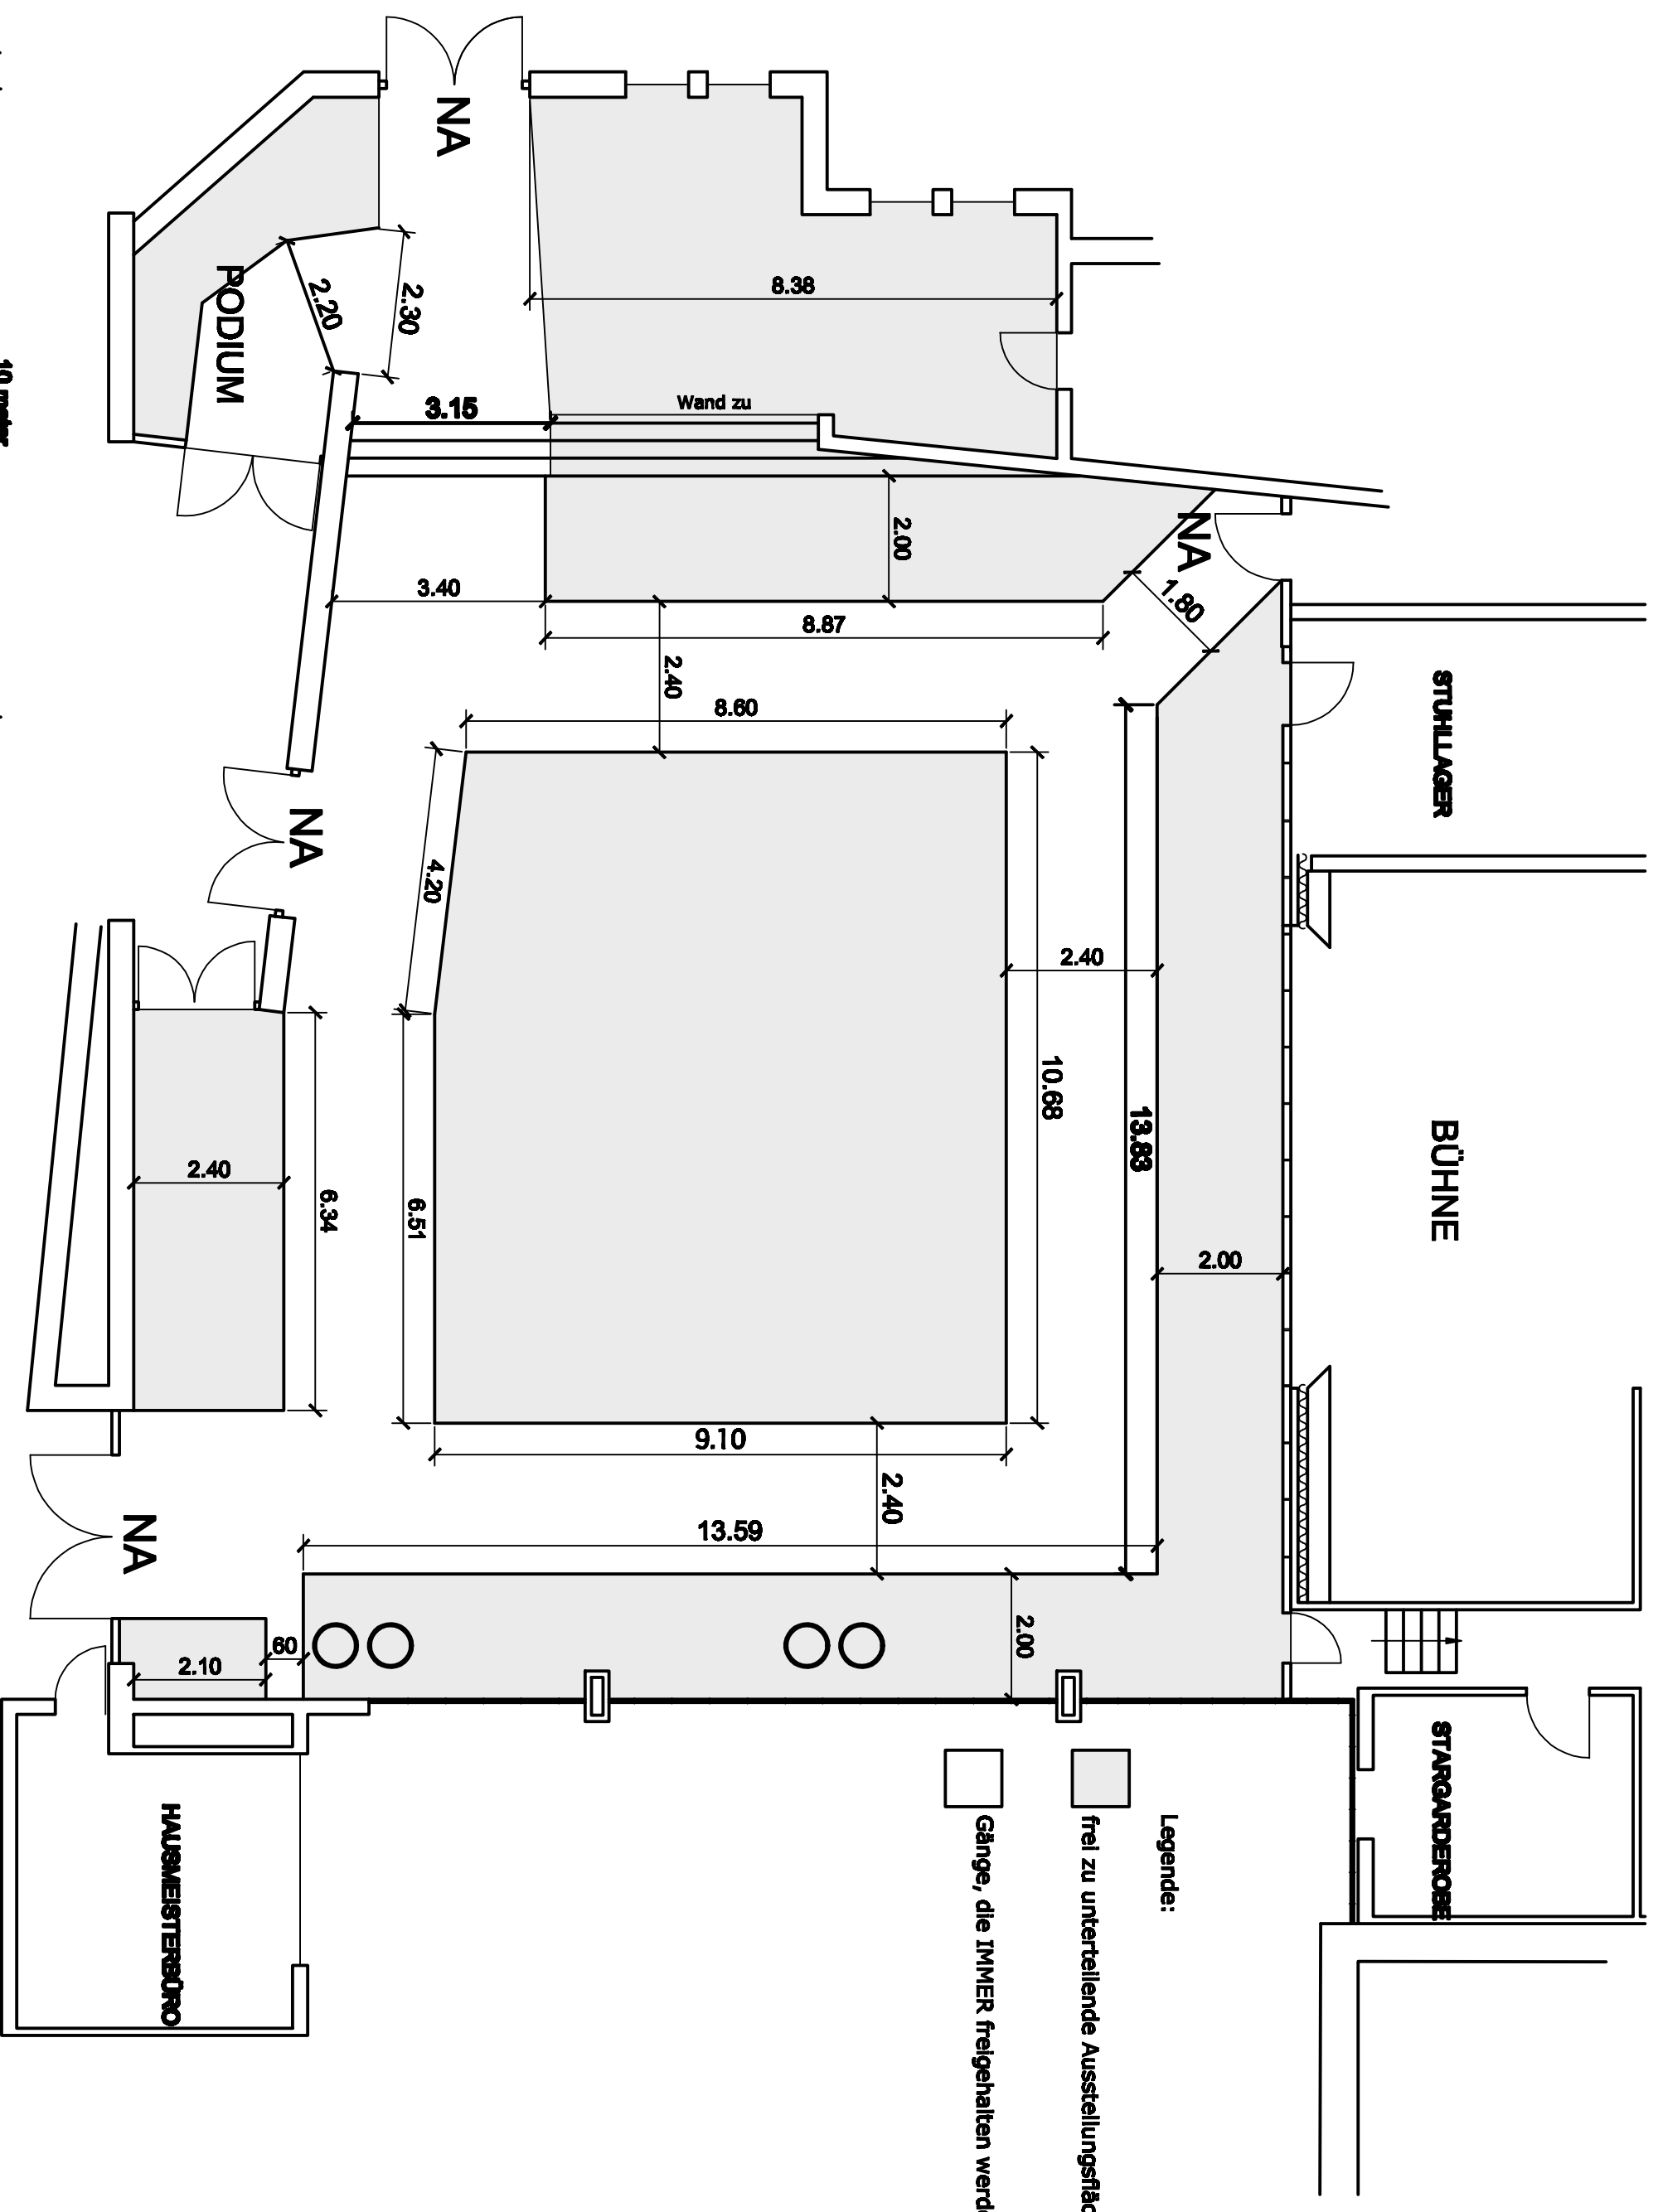 NA
PODIUM
2.20
2.30
8.38
3.15
Wand zu
2.00
NA
1.80
3.40
8.87
2.40
8.60
STUHLLAGER
NA
4.20
2.40
10.68
13.83
BÜHNE
2.40
6.34
6.51
2.00
9.10
2.40
13.59
NA
60
2.10
2.00
STARGARDEROBE
HAUSMEISTERBÜRO
Legende:
frei zu unterteilende
Gänge, die IMMER freigehalten